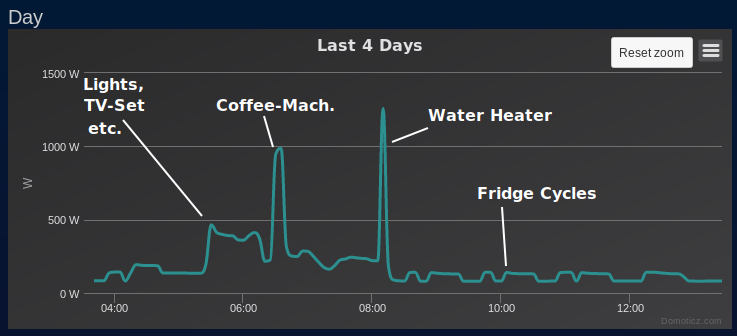 Day
Last 4 Days
Reset zoom
1500 W
Lights,
TV-Set
etc.
Coffee-Mach.
Water Heater
1000 W
W
Fridge Cycles
500 W
0 W
04:00 06:00 08:00 10:00 12:00
Domoticz.com